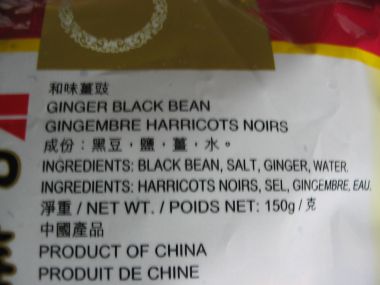 和味薑豉
GINGER BLACK BEAN
GINGEMBRE HARRICOTS NOIRS
成份：黑豆，鹽，薑，水。
INGREDIENTS: BLACK BEAN, SALT, GINGER, WATER.
INGREDIENTS: HARRICOTS NOIRS, SEL, GINGEMBRE, EAU.
淨重 / NET WT. / POIDS NET: 150g / 克
中國產品
PRODUCT OF CHINA
PRODUIT DE CHINE